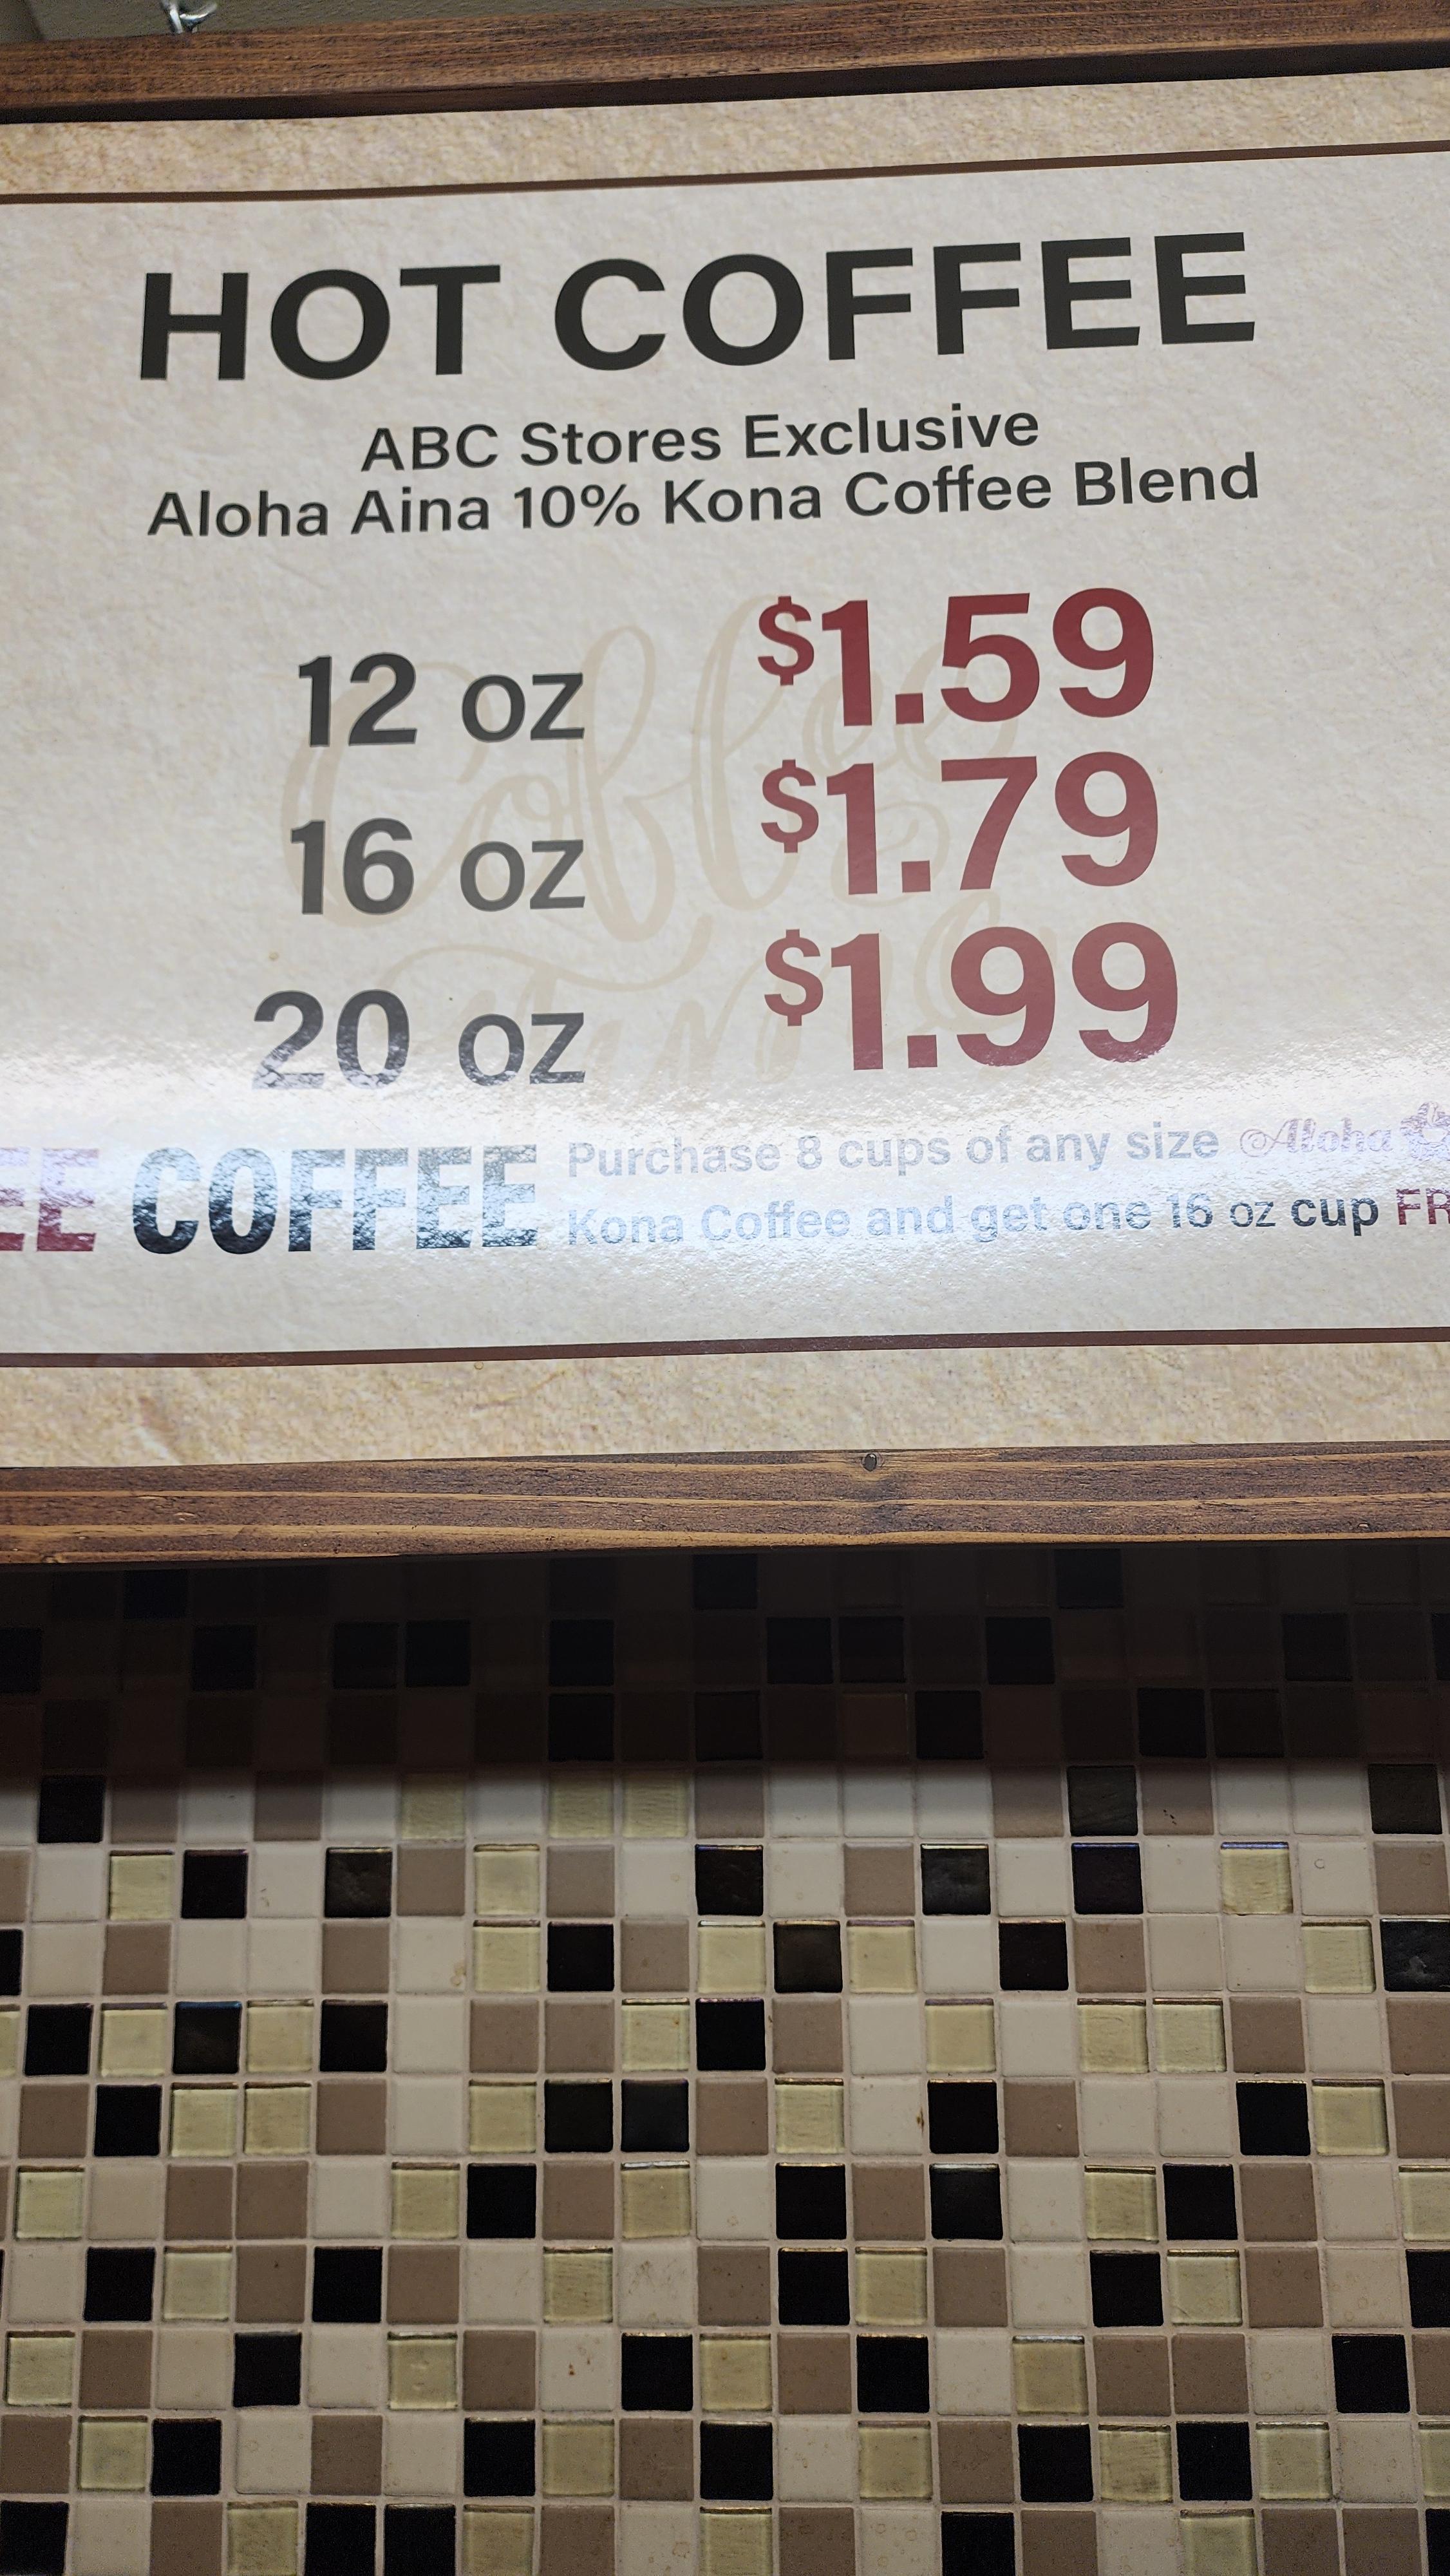 HOT COFFEE
ABC Stores Exclusive
Aloha Aina 10% Kona Coffee Blend
12 oz $1.59
16 oz $1.79
20 oz $1.99
COFFEE Purchase 8 cups of any size Aloha
Kona Coffee and get one 16 oz cup
Coffee